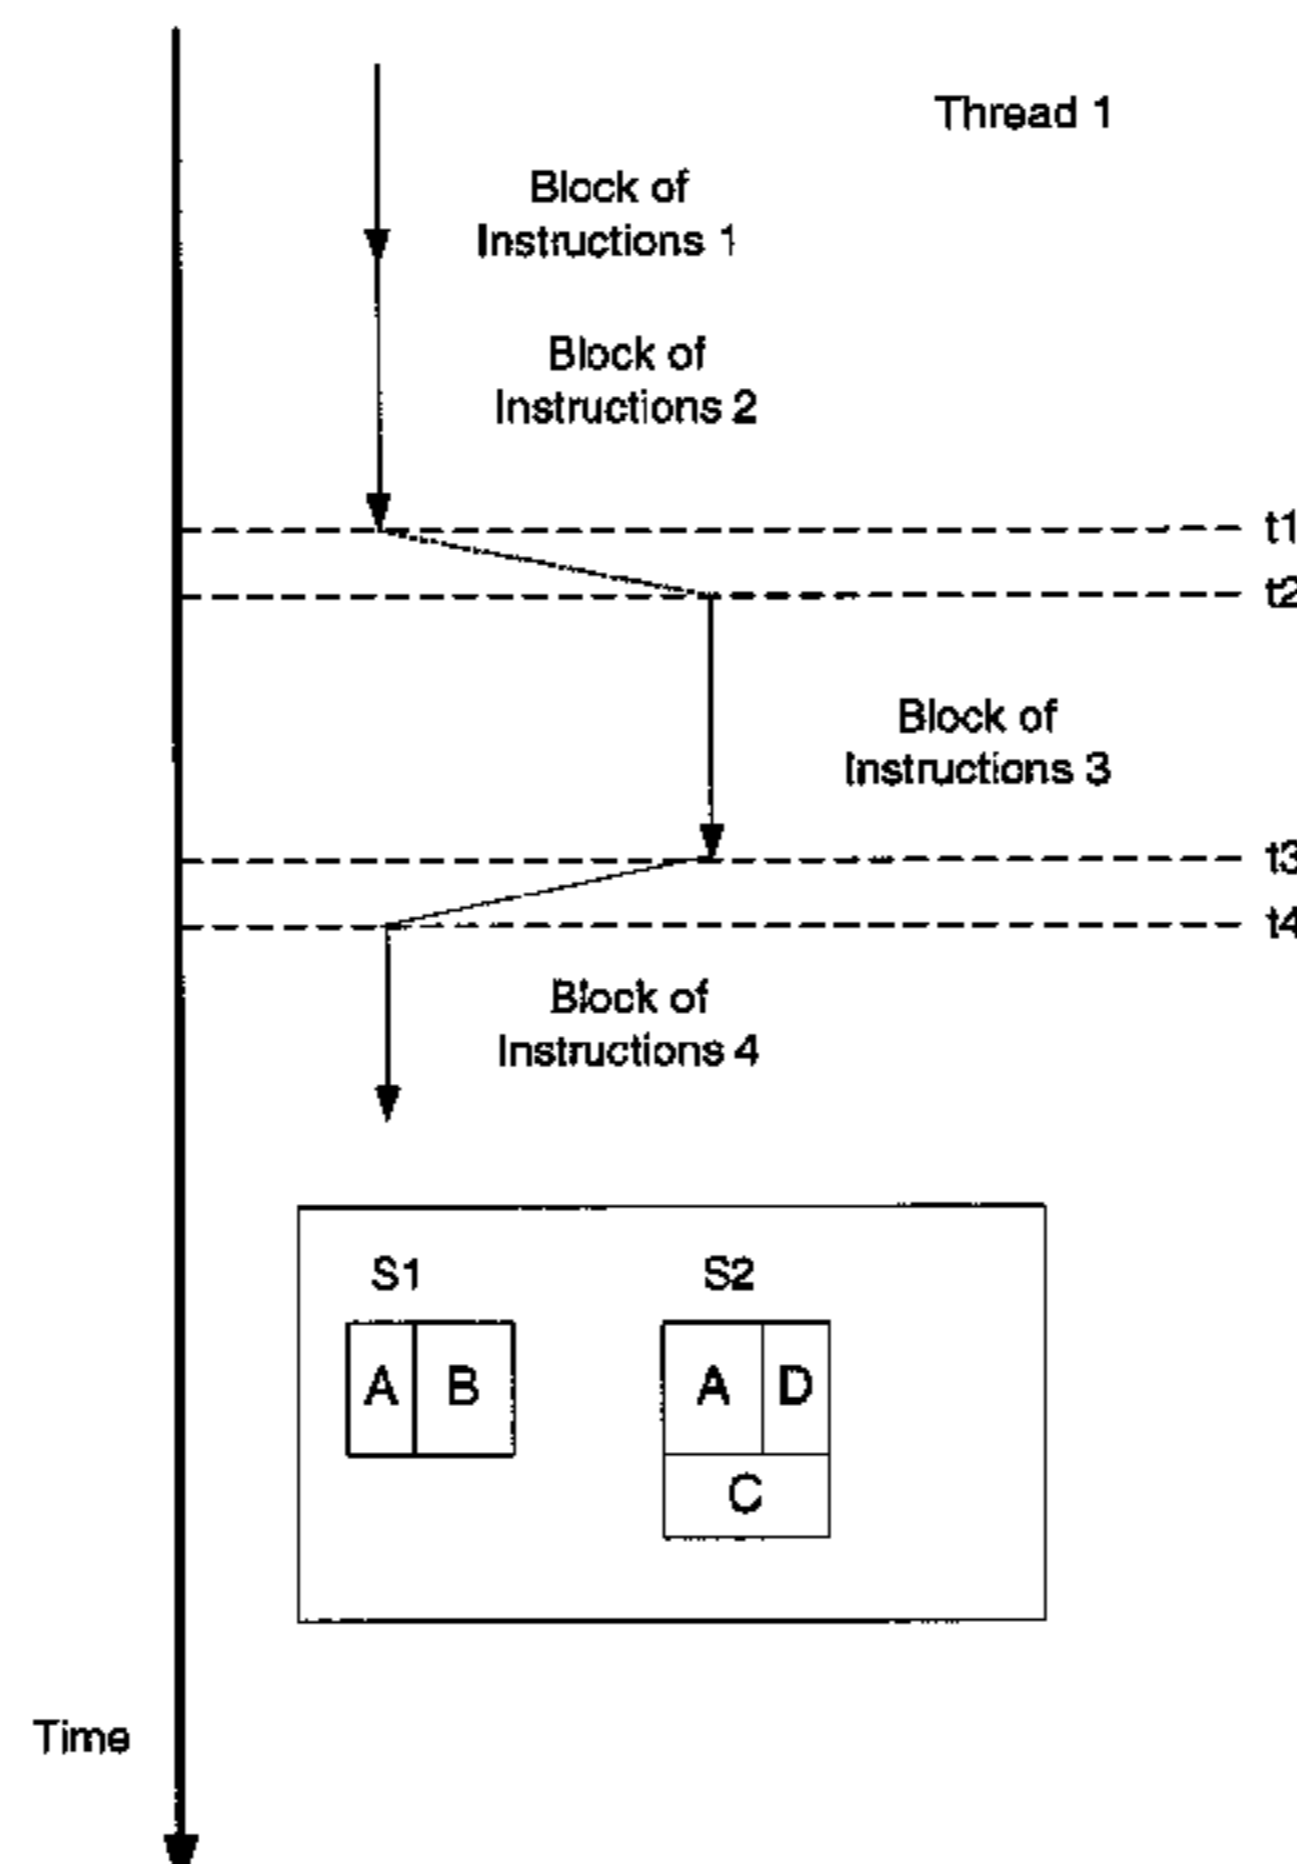 Thread 1
Block of
Instructions 1
Block of
Instructions 2
t1
t2
Block of
Instructions 3
t3
t4
Block of
Instructions 4
S1 S2
A B A D
C
Time